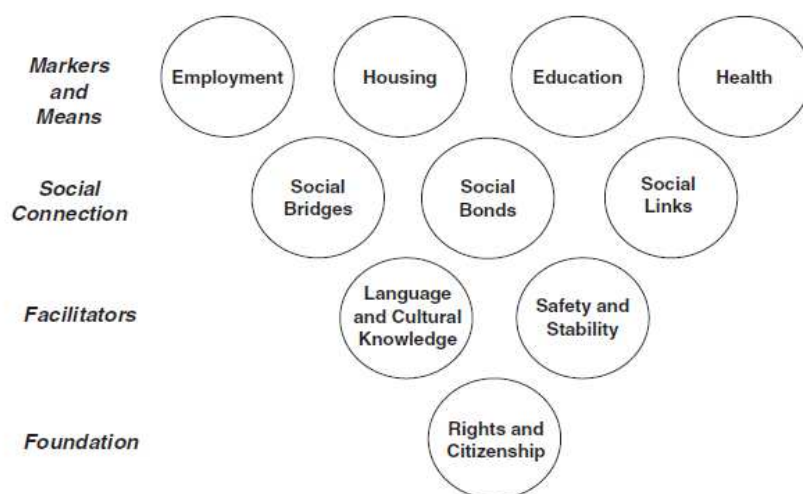 Markers
and
Means
Employment
Housing
Education
Health
Social
Connection
Social
Bridges
Social
Bonds
Social
Links
Facilitators
Language
and Cultural
Knowledge
Safety and
Stability
Foundation
Rights and
Citizenship